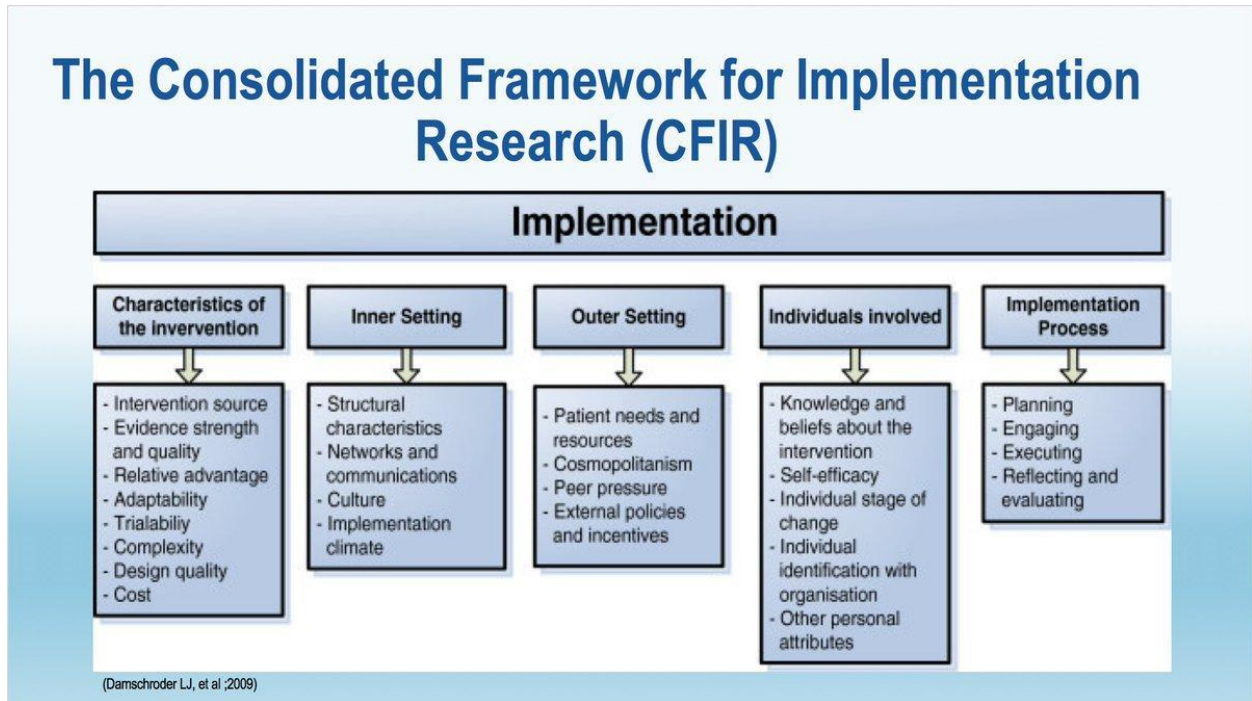 The Consolidated Framework for Implementation
Research (CFIR)
Implementation
Characteristics of
the invervention
- Intervention source
- Evidence strength
and quality
- Relative advantage
- Adaptability
- Trialability
- Complexity
- Design quality
- Cost
Inner Setting
- Structural
characteristics
- Networks and
communications
- Culture
- Implementation
climate
Outer Setting
- Patient needs and
resources
- Cosmopolitanism
- Peer pressure
- External policies
and incentives
Individuals involved
- Knowledge and
beliefs about the
intervention
- Self-efficacy
- Individual stage of
change
- Individual
identification with
organisation
- Other personal
attributes
Implementation
Process
- Planning
- Engaging
- Executing
- Reflecting and
evaluating
(Damschroder LJ, et al ;2009)